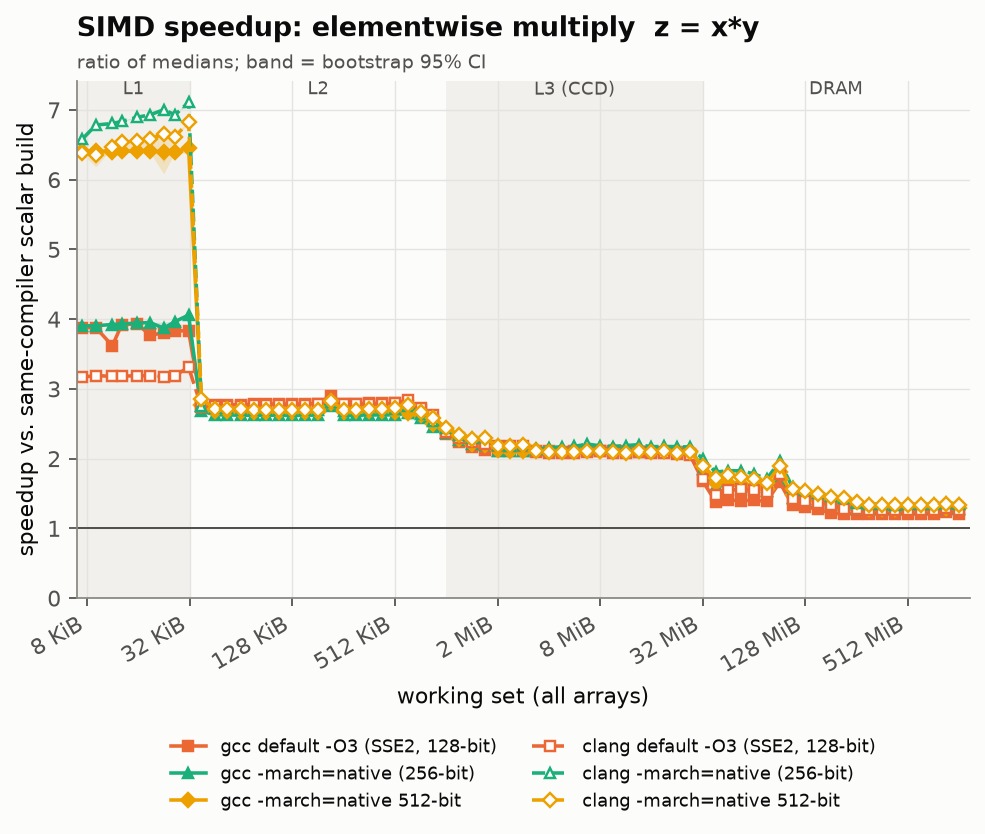 SIMD speedup: elementwise multiply  z = x*y
ratio of medians; band = bootstrap 95% CI
L1
L2
L3 (CCD)
DRAM
speedup vs. same-compiler scalar build
7
6
5
4
3
2
1
0
8 KiB
32 KiB
128 KiB
512 KiB
2 MiB
8 MiB
32 MiB
128 MiB
512 MiB
working set (all arrays)
gcc default -O3 (SSE2, 128-bit)
clang default -O3 (SSE2, 128-bit)
gcc -march=native (256-bit)
clang -march=native (256-bit)
gcc -march=native 512-bit
clang -march=native 512-bit